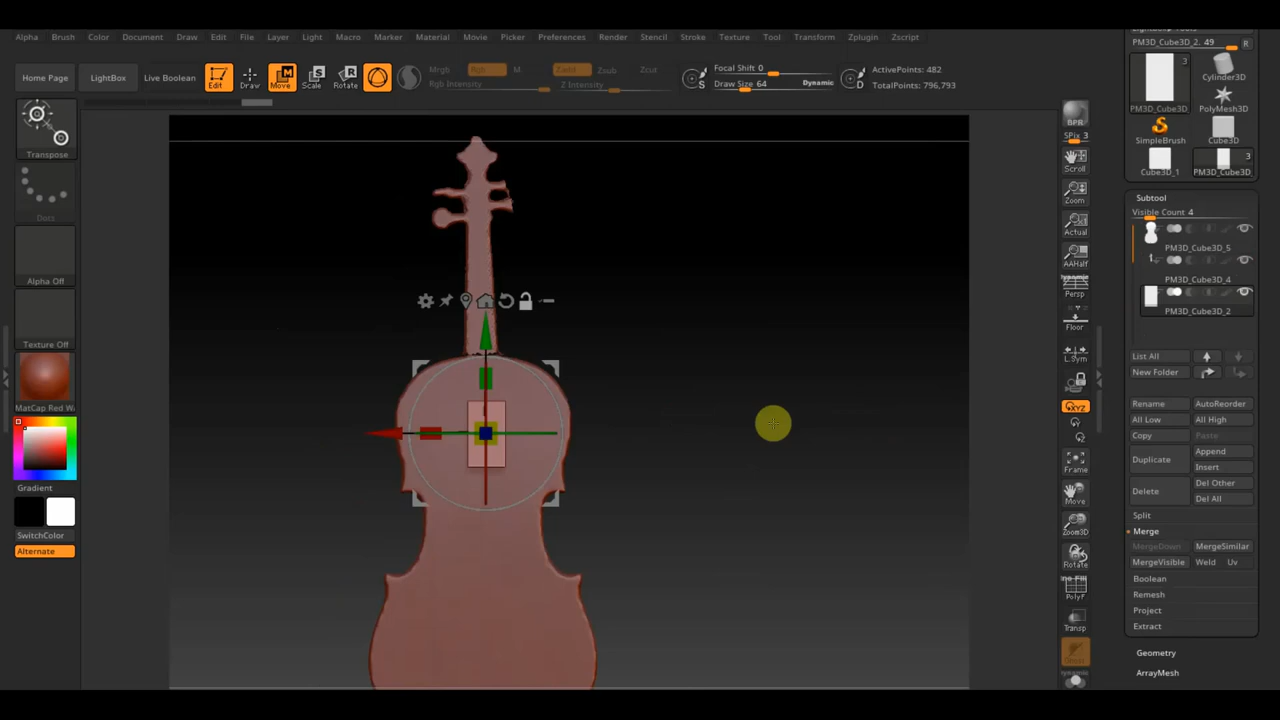 Alpha Brush Color Document Draw Edit File Layer Light Macro Marker Material Movie Picker Preferences Render Stencil Stroke Texture Tool Transform Zplugin Zscript
PM3D_Cube3D_2. 49 R
Home Page LightBox Live Boolean Edit Draw Move Scale Rotate
Mrgb Rgb M Zadd Zsub Zcut
Rgb Intensity Z Intensity
S Focal Shift 0
Draw Size 64 Dynamic
D ActivePoints: 482
TotalPoints: 796,793
3
Cylinder3D
PM3D_Cube3D_ PolyMesh3D
SimpleBrush Cube3D
3
Cube3D_1 PM3D_Cube3D_
Transpose
Alpha Off
Texture Off
MatCap Red Wa
Gradient
SwitchColor
Alternate
BPR
SPix 3
Scroll
Zoom
Actual
AAHalf
Dynamic
Persp
Floor
L.Sym
XYZ
Y
Z
Frame
Move
Zoom3D
Rotate
PolyF
Transp
Ghost
Subtool
Visible Count 4
PM3D_Cube3D_5
PM3D_Cube3D_4
PM3D_Cube3D_2
List All
New Folder
Rename AutoReorder
All Low All High
Copy Paste
Duplicate Append
Insert
Delete Del Other
Del All
Split
Merge
MergeDown MergeSimilar
MergeVisible Weld Uv
Boolean
Remesh
Project
Extract
Geometry
ArrayMesh